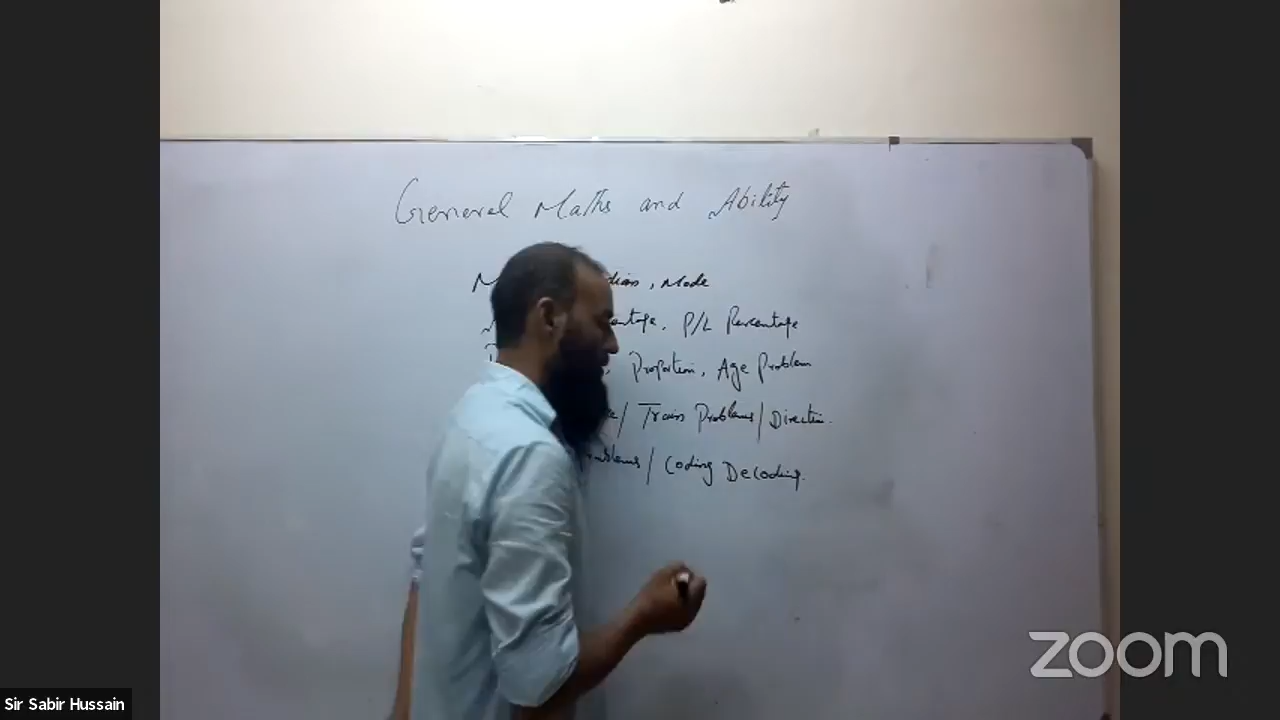 General Maths and Ability
, Mode
P/L Percentage
Proportion, Age Problem
/ Train Problems / Direction.
/ Coding Decoding.
zoom
Sir Sabir Hussain